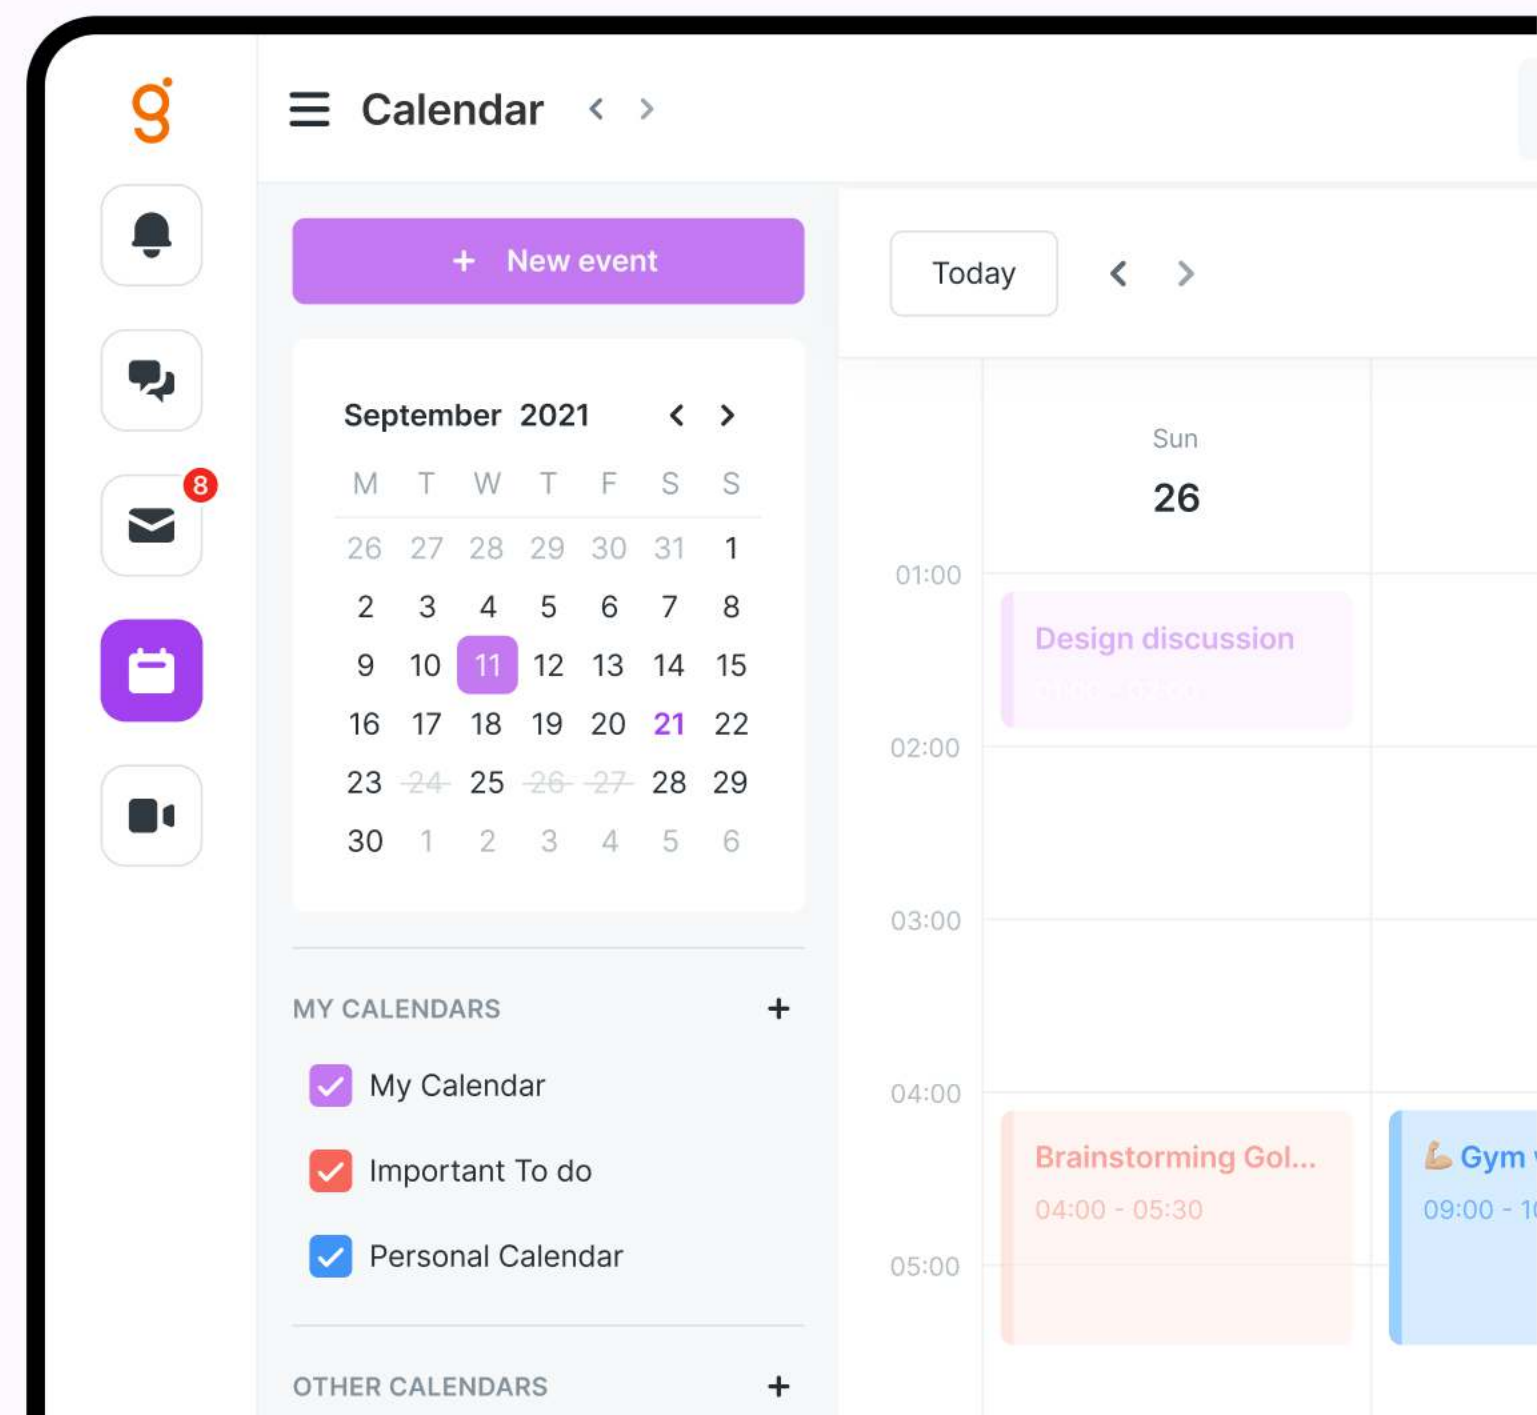 g
Calendar
8
+ New event
September 2021
M T W T F S S
26 27 28 29 30 31 1
2 3 4 5 6 7 8
9 10 11 12 13 14 15
16 17 18 19 20 21 22
23 24 25 26 27 28 29
30 1 2 3 4 5 6
MY CALENDARS +
My Calendar
Important To do
Personal Calendar
OTHER CALENDARS +
Today
Sun
26
01:00
Design discussion
02:00
03:00
04:00
Brainstorming Gol...
04:00 - 05:30
💪🏼 Gym
09:00 -
05:00